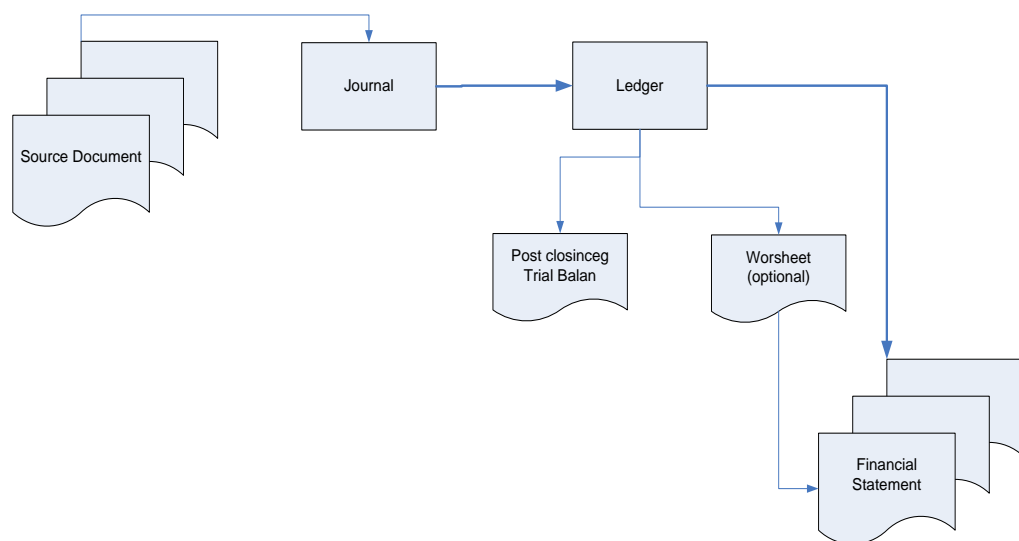 Journal
Ledger
Source Document
Post closinceg
Trial Balan
Worsheet
(optional)
Financial
Statement